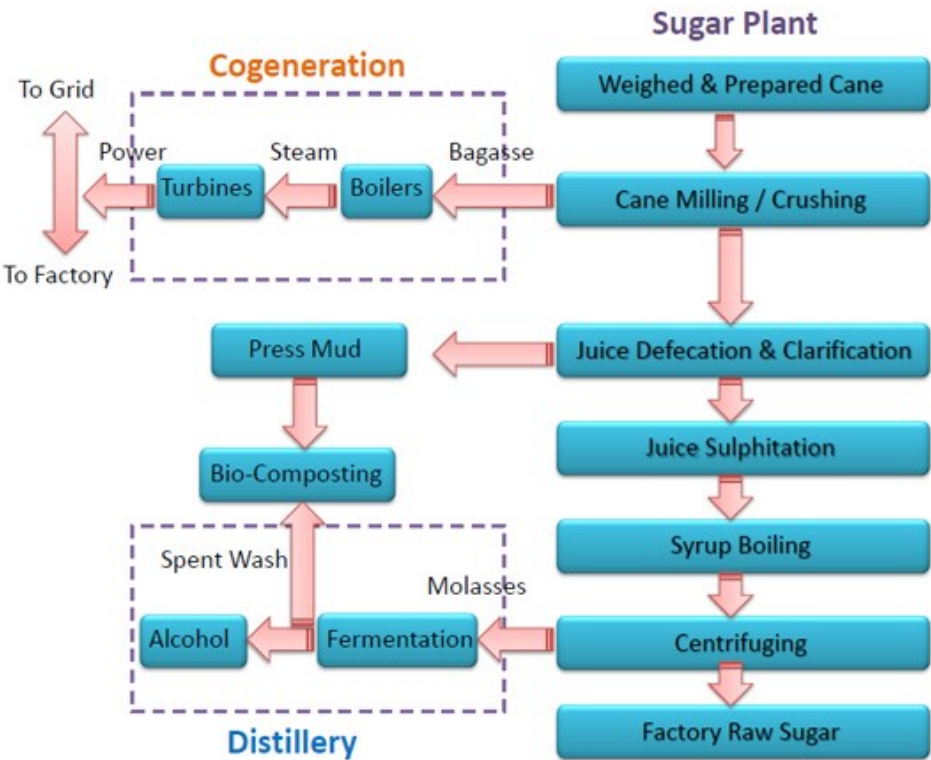 Sugar Plant
Cogeneration
To Grid
Weighed & Prepared Cane
Power
Steam
Bagasse
Turbines
Boilers
Cane Milling / Crushing
To Factory
Press Mud
Juice Defecation & Clarification
Juice Sulphitation
Bio-Composting
Syrup Boiling
Spent Wash
Molasses
Alcohol
Fermentation
Centrifuging
Factory Raw Sugar
Distillery